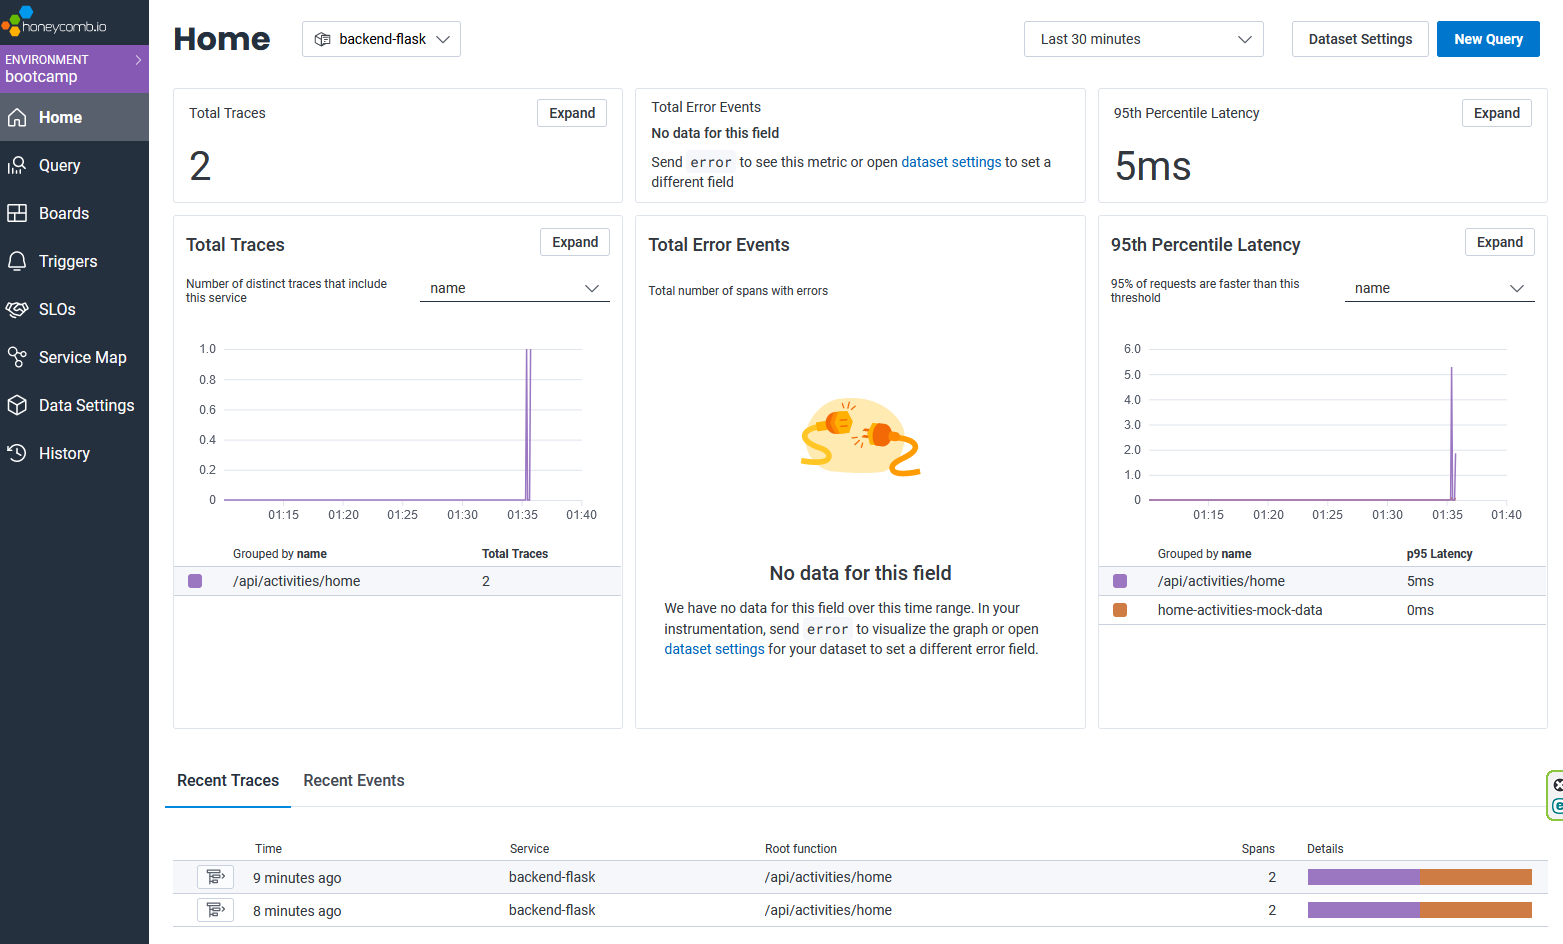 honeycomb.io
ENVIRONMENT
bootcamp
Home
Query
Boards
Triggers
SLOs
Service Map
Data Settings
History
Home
backend-flask
Last 30 minutes
Dataset Settings
New Query
Total Traces
Expand
2
Total Error Events
No data for this field
Send error to see this metric or open dataset settings to set a
different field
95th Percentile Latency
Expand
5ms
Total Traces
Expand
Number of distinct traces that include
this service
name
1.0
0.8
0.6
0.4
0.2
0
01:15 01:20 01:25 01:30 01:35 01:40
Grouped by name Total Traces
/api/activities/home 2
Total Error Events
Total number of spans with errors
No data for this field
We have no data for this field over this time range. In your
instrumentation, send error to visualize the graph or open
dataset settings for your dataset to set a different error field.
95th Percentile Latency
Expand
95% of requests are faster than this
threshold
name
6.0
5.0
4.0
3.0
2.0
1.0
0
01:15 01:20 01:25 01:30 01:35 01:40
Grouped by name p95 Latency
/api/activities/home 5ms
home-activities-mock-data 0ms
Recent Traces Recent Events
Time Service Root function Spans Details
9 minutes ago backend-flask /api/activities/home 2
8 minutes ago backend-flask /api/activities/home 2